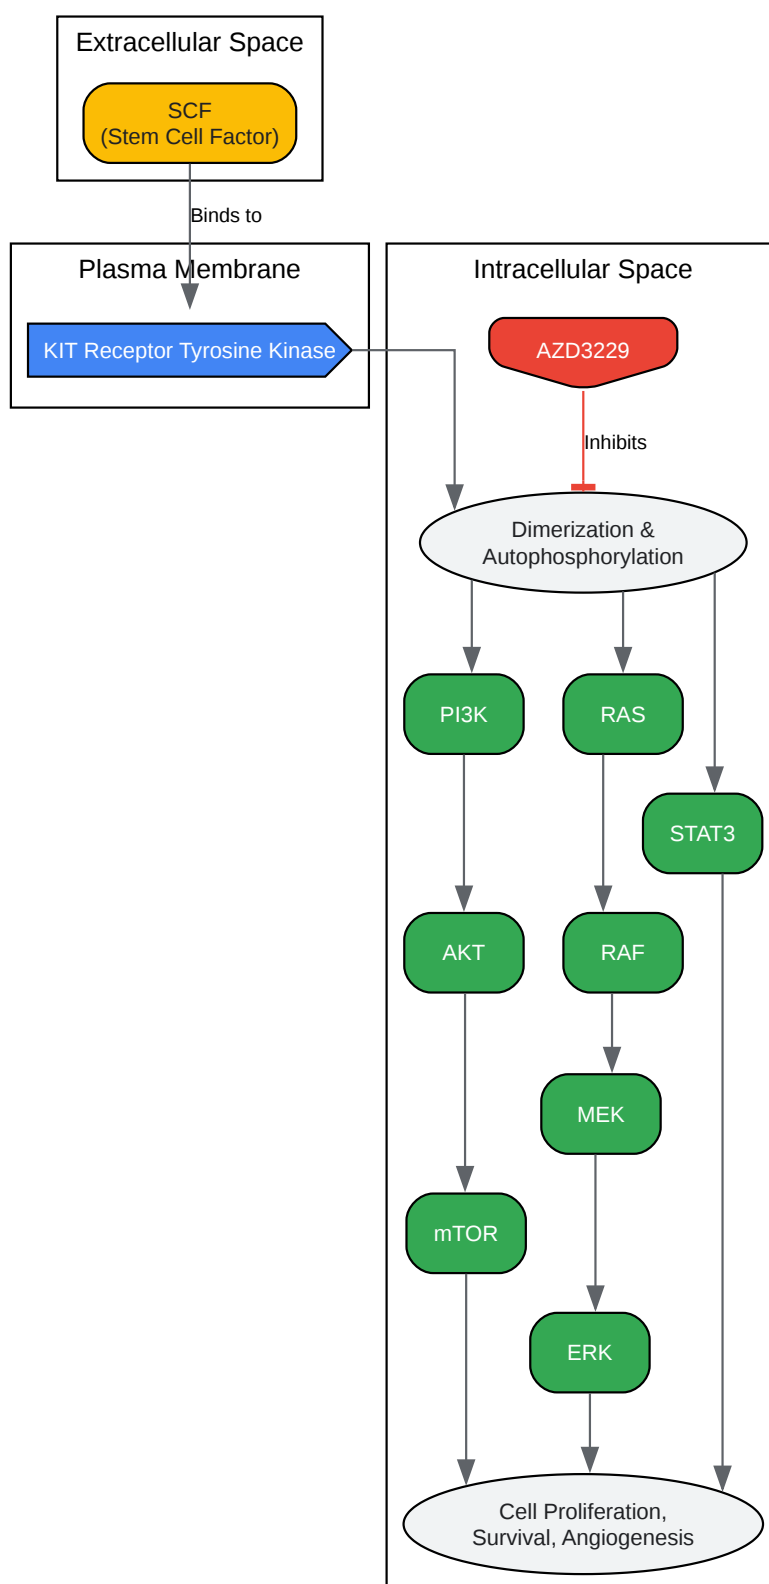 Extracellular Space
SCF
(Stem Cell Factor)
Binds to
Plasma Membrane
KIT Receptor Tyrosine Kinase
Intracellular Space
AZD3229
Inhibits
Dimerization &
Autophosphorylation
PI3K
RAS
STAT3
AKT
RAF
MEK
mTOR
ERK
Cell Proliferation,
Survival, Angiogenesis